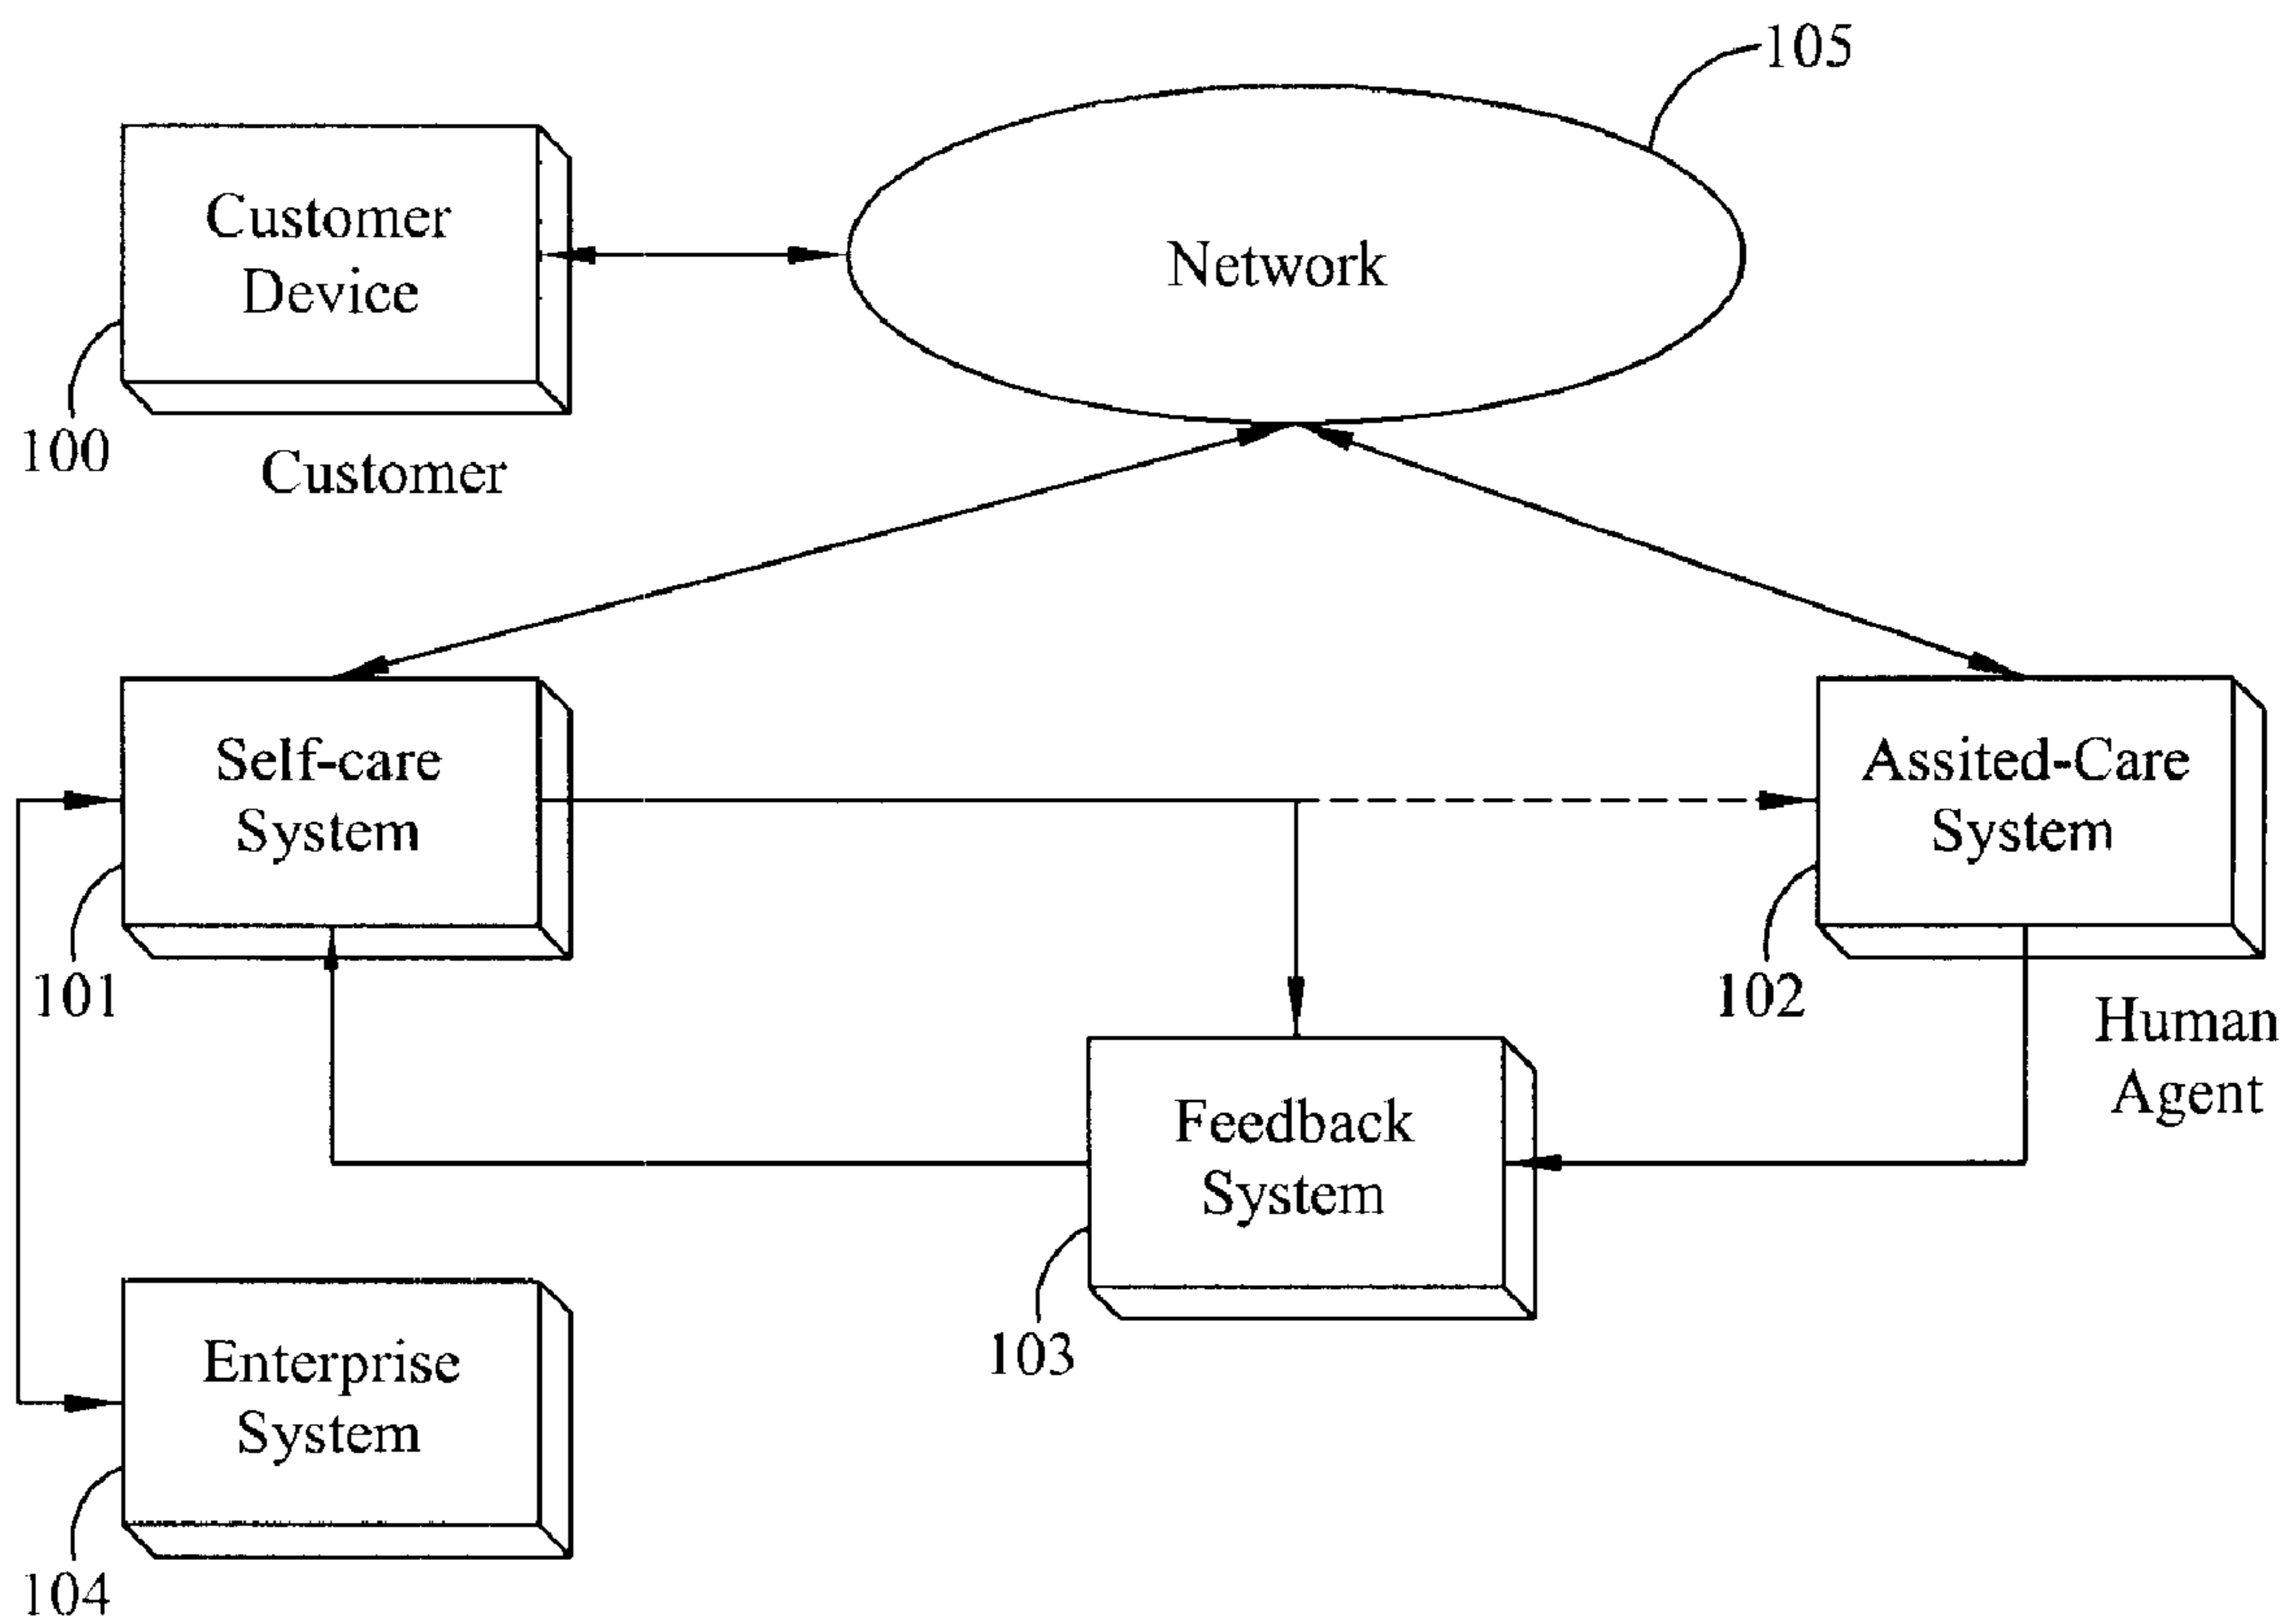 105
Customer
Device
Network
100
Customer
Self-care
System
Assited-Care
System
101
102
Human
Agent
Feedback
System
103
Enterprise
System
104